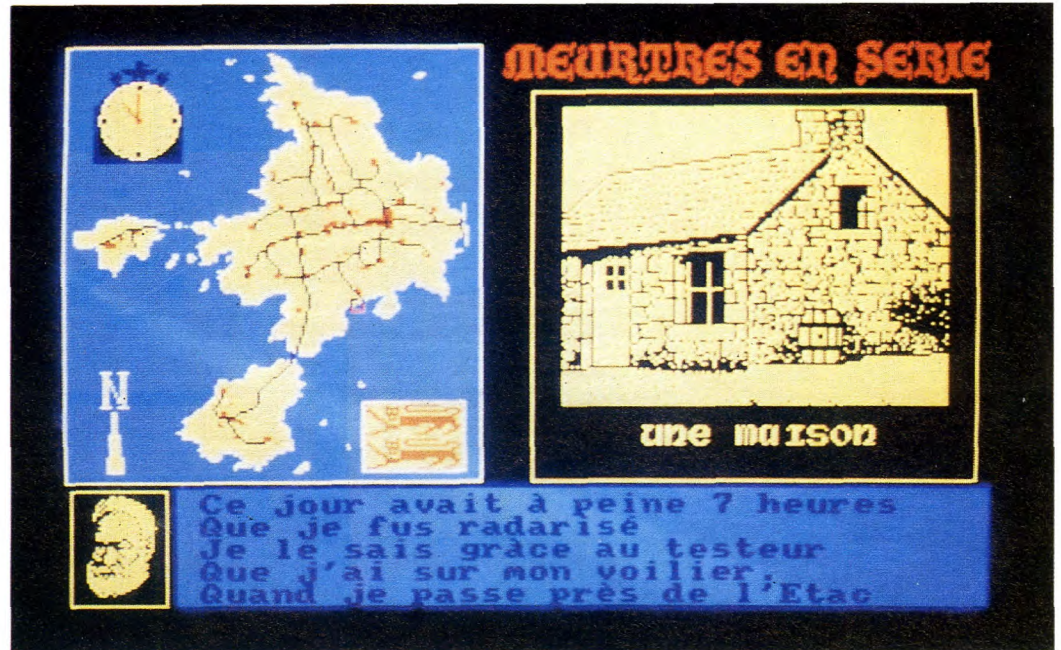 MEURTRES EN SERIE
N
une maison
Ce jour avait à peine 7 heures
Que je fus radarisé
Je le sais grâce au testeur
Que j'ai sur mon voilier,
Quand je passe près de l'Etac